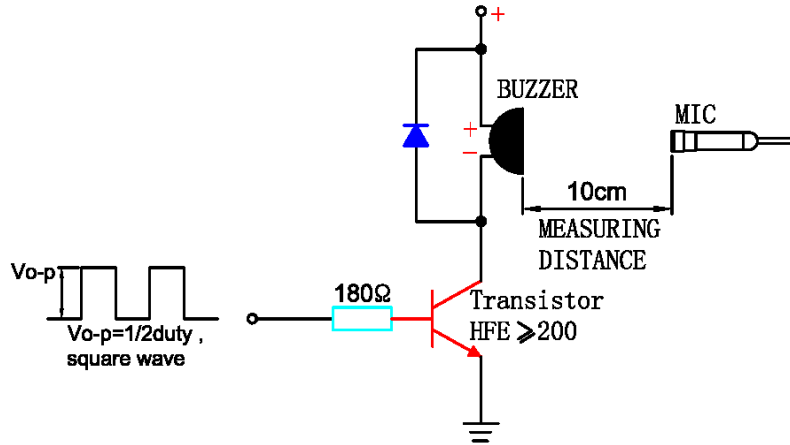 +
BUZZER
MIC
+
−
10cm
MEASURING
DISTANCE
Vo-p
180Ω
Transistor
HFE ⩾200
Vo-p=1/2duty ,
square wave